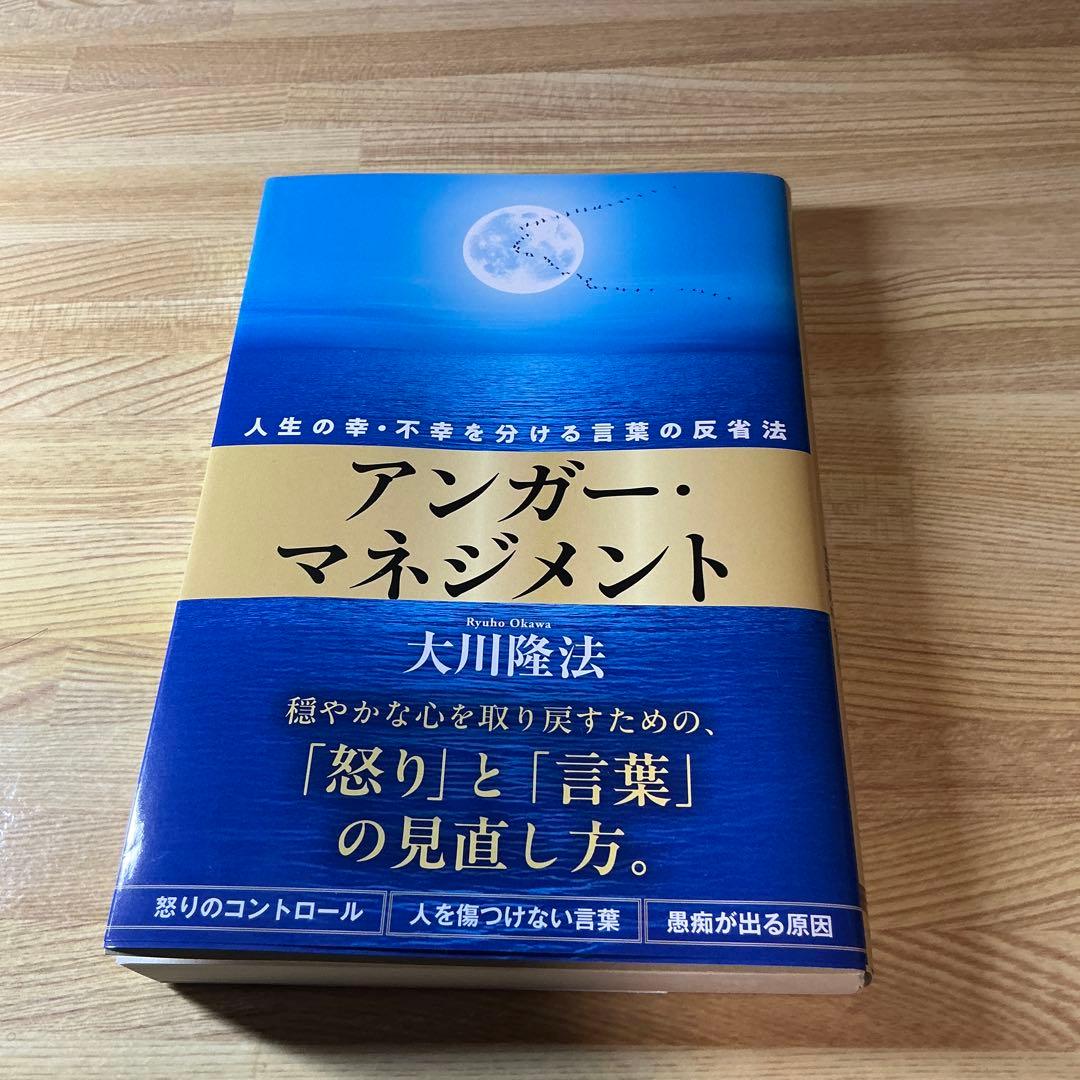 人生の幸・不幸を分ける言葉の反省法
アンガー・
マネジメント
Ryuho Okawa
大川隆法
穏やかな心を取り戻すための、
「怒り」と「言葉」
の見直し方。
怒りのコントロール
人を傷つけない言葉
愚痴が出る原因